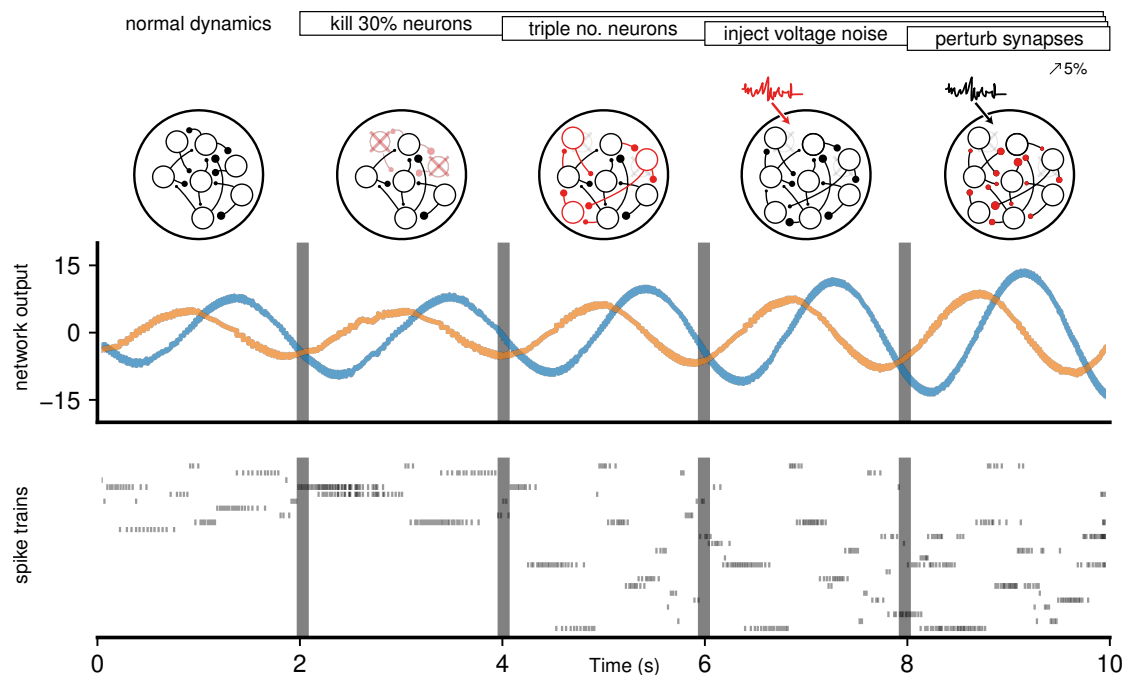 normal dynamics
kill 30% neurons
triple no. neurons
inject voltage noise
perturb synapses
↗5%
network output
15
0
−15
spike trains
0
2
4
Time (s)
6
8
10